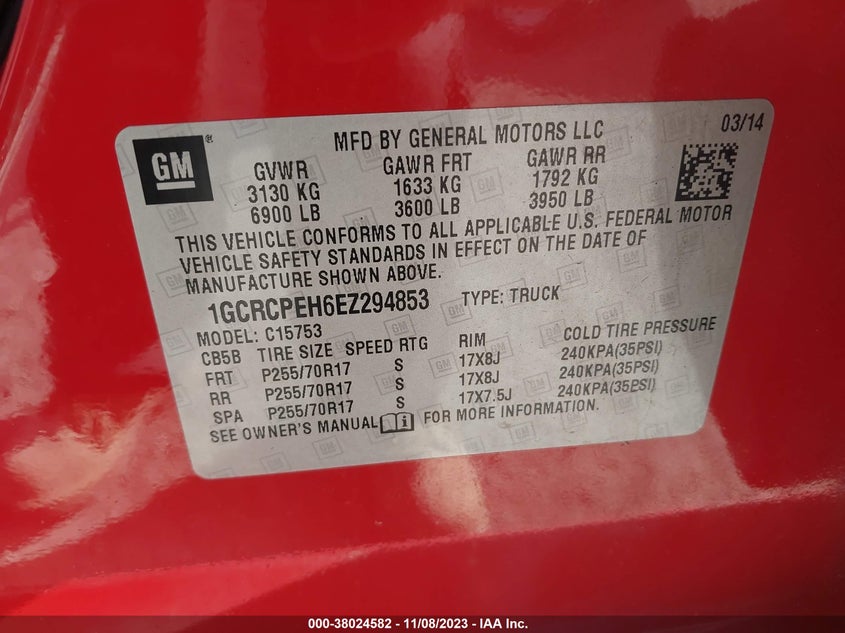 GM
®
MFD BY GENERAL MOTORS LLC
03/14
GVWR GAWR FRT GAWR RR
3130 KG 1633 KG 1792 KG
6900 LB 3600 LB 3950 LB
THIS VEHICLE CONFORMS TO ALL APPLICABLE U.S. FEDERAL MOTOR
VEHICLE SAFETY STANDARDS IN EFFECT ON THE DATE OF
MANUFACTURE SHOWN ABOVE.
1GCRCPEH6EZ294853 TYPE: TRUCK
MODEL: C15753
CB5B TIRE SIZE SPEED RTG RIM COLD TIRE PRESSURE
FRT P255/70R17 S 17X8J 240KPA(35PSI)
RR P255/70R17 S 17X8J 240KPA(35PSI)
SPA P255/70R17 S 17X7.5J 240KPA(35PSI)
SEE OWNER'S MANUAL FOR MORE INFORMATION.
000-38024582 - 11/08/2023 - IAA Inc.